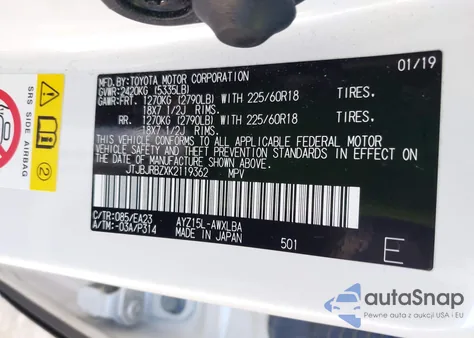 MFD. BY: TOYOTA MOTOR CORPORATION 01/19
GVWR: 2420KG (5335LB)
GAWR: FRT. 1270KG (2790LB) WITH 225/60R18 TIRES.
18X7 1/2J RIMS.
RR. 1270KG (2790LB) WITH 225/60R18 TIRES.
18X7 1/2J RIMS.
THIS VEHICLE CONFORMS TO ALL APPLICABLE FEDERAL MOTOR
VEHICLE SAFETY AND THEFT PREVENTION STANDARDS IN EFFECT ON
THE DATE OF MANUFACTURE SHOWN ABOVE.
JTJBJRBZXK2119362 MPV
C/TR: 085/EA23 AYZ15L-AWXLBA
A/TM: -03A/P314 MADE IN JAPAN 501 E
SRS SIDE AIRBAG
2
autoSnap
Pewne auta z aukcji USA i EU